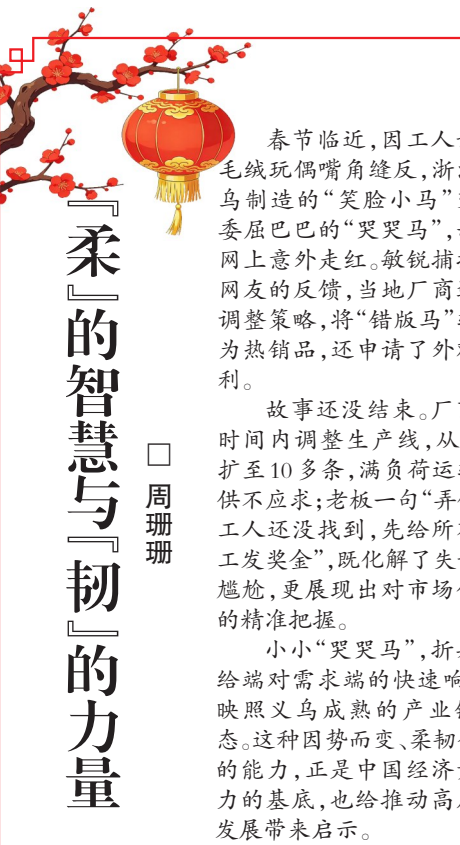 『柔』的智慧与『韧』的力量
□ 周珊珊
春节临近,因工人
毛绒玩偶嘴角缝反,浙
乌制造的“笑脸小马”
委屈巴巴的“哭哭马”,
网上意外走红。敏锐捕
网友的反馈,当地厂商
调整策略,将“错版马”
为热销品,还申请了外
利。
故事还没结束。厂
时间内调整生产线,从
扩至10多条,满负荷运
供不应求;老板一句“弄
工人还没找到,先给所
工发奖金”,既化解了失
尴尬,更展现出对市场
的精准把握。
小小“哭哭马”,折
给端对需求端的快速响
映照义乌成熟的产业
态。这种因势而变、柔韧
的能力,正是中国经济
力的基底,也给推动高
发展带来启示。